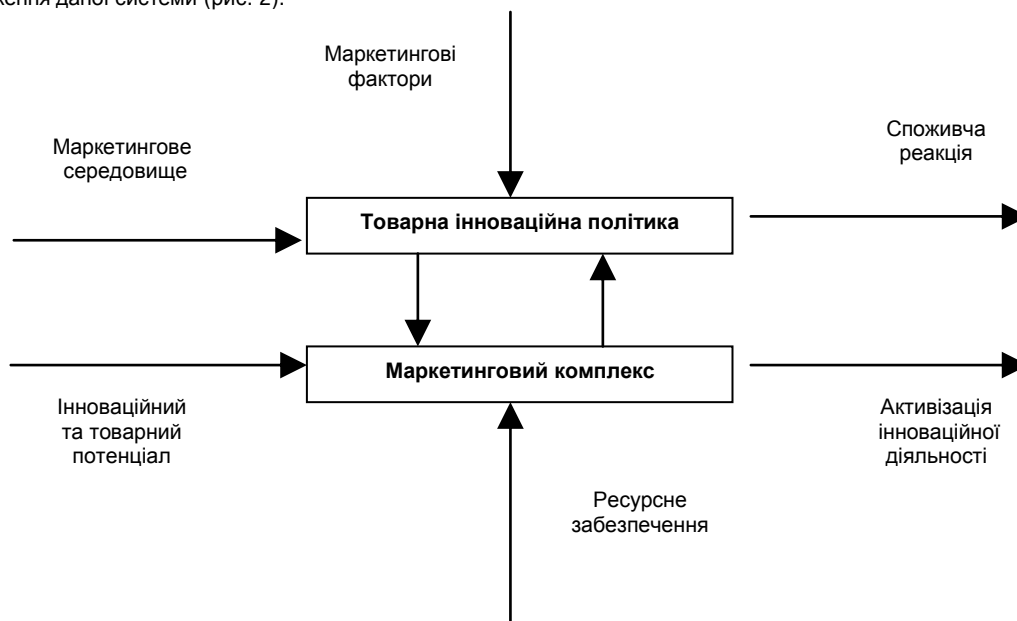 ження даної системи (рис. 2).
Маркетингові
фактори
Споживча
реакція
Маркетингове
середовище
Товарна інноваційна політика
Маркетинговий комплекс
Інноваційний
та товарний
потенціал
Активізація
інноваційної
діяльності
Ресурсне
забезпечення